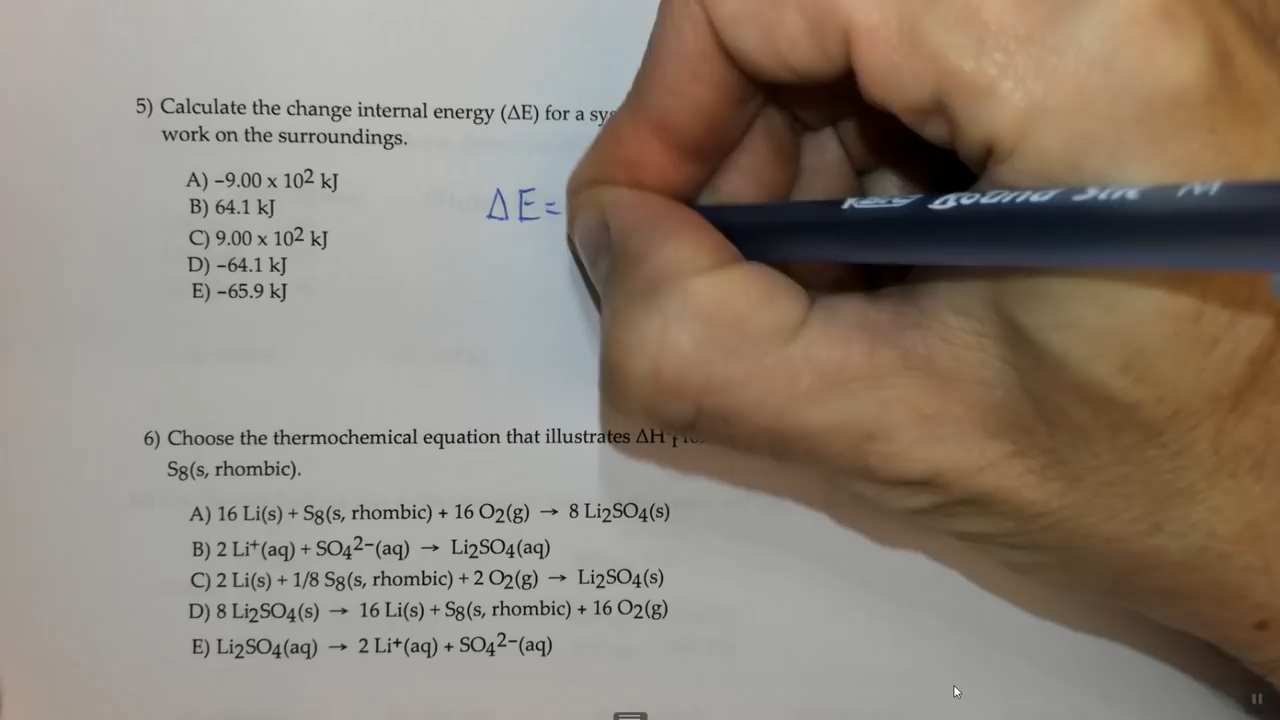 5) Calculate the change internal energy (ΔE) for a
work on the surroundings.
A) –9.00 x 10² kJ
B) 64.1 kJ
C) 9.00 x 10² kJ
D) –64.1 kJ
E) –65.9 kJ
ΔE=
Round Stic M
6) Choose the thermochemical equation that illustrates ΔH
S₈(s, rhombic).
A) 16 Li(s) + S₈(s, rhombic) + 16 O₂(g) → 8 Li₂SO₄(s)
B) 2 Li⁺(aq) + SO₄²⁻(aq) → Li₂SO₄(aq)
C) 2 Li(s) + 1/8 S₈(s, rhombic) + 2 O₂(g) → Li₂SO₄(s)
D) 8 Li₂SO₄(s) → 16 Li(s) + S₈(s, rhombic) + 16 O₂(g)
E) Li₂SO₄(aq) → 2 Li⁺(aq) + SO₄²⁻(aq)